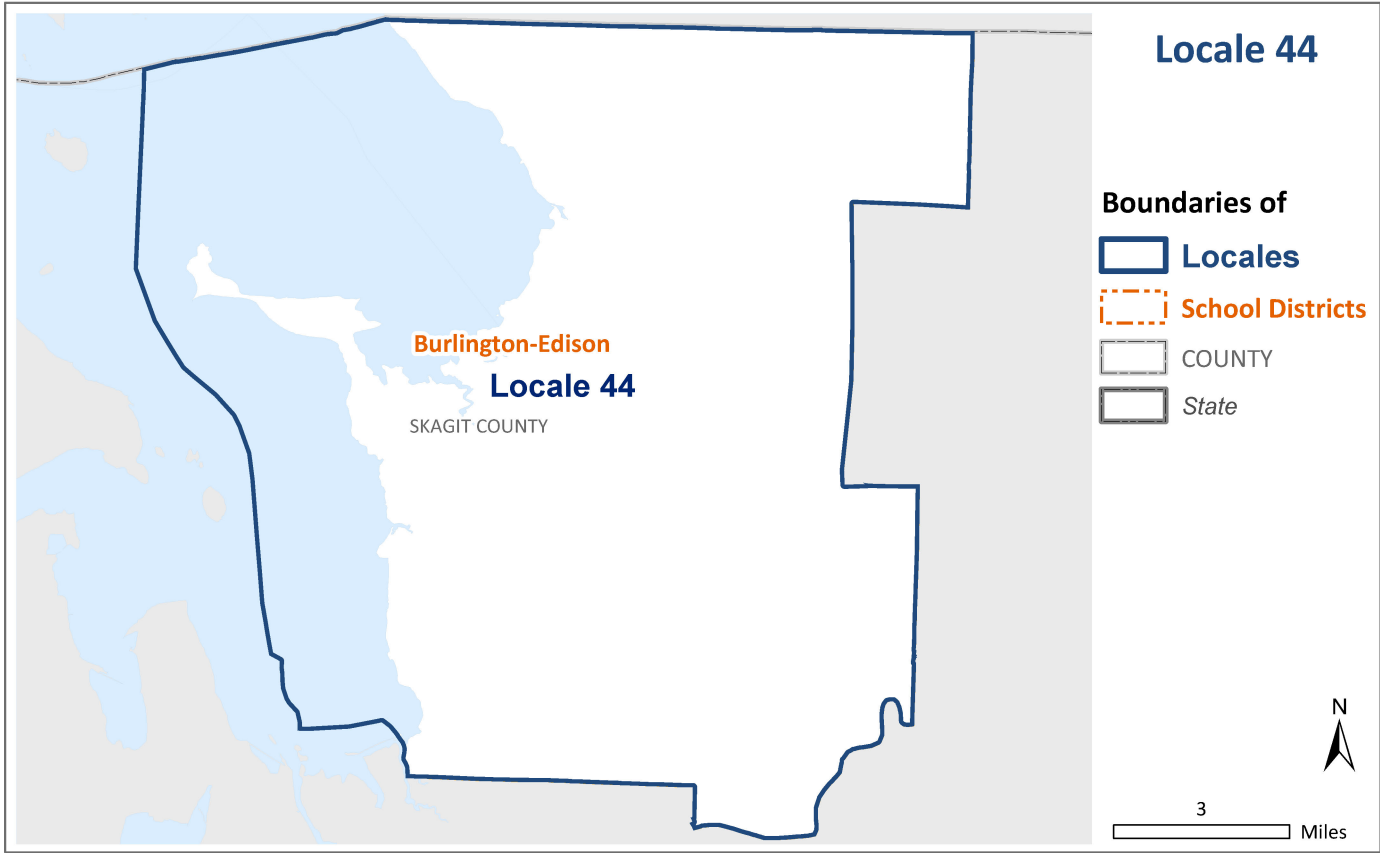 Locale 44
Boundaries of
Locales
School Districts
COUNTY
State
Burlington-Edison
Locale 44
SKAGIT COUNTY
N
3
Miles